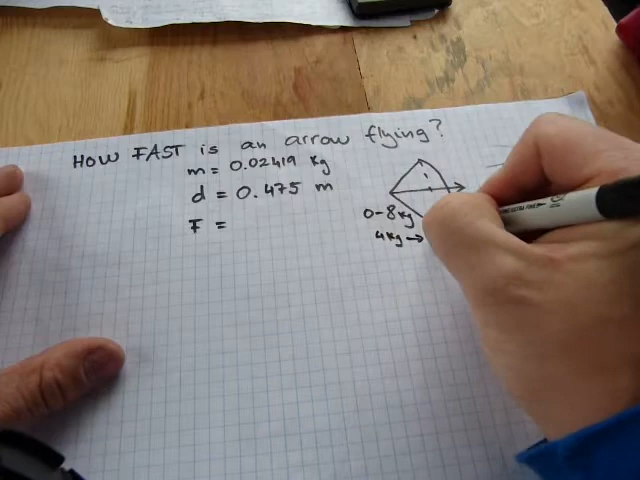 HOW FAST is an arrow flying?
m = 0.02419 kg
d = 0.475 m
F =
0-8kg
4kg →